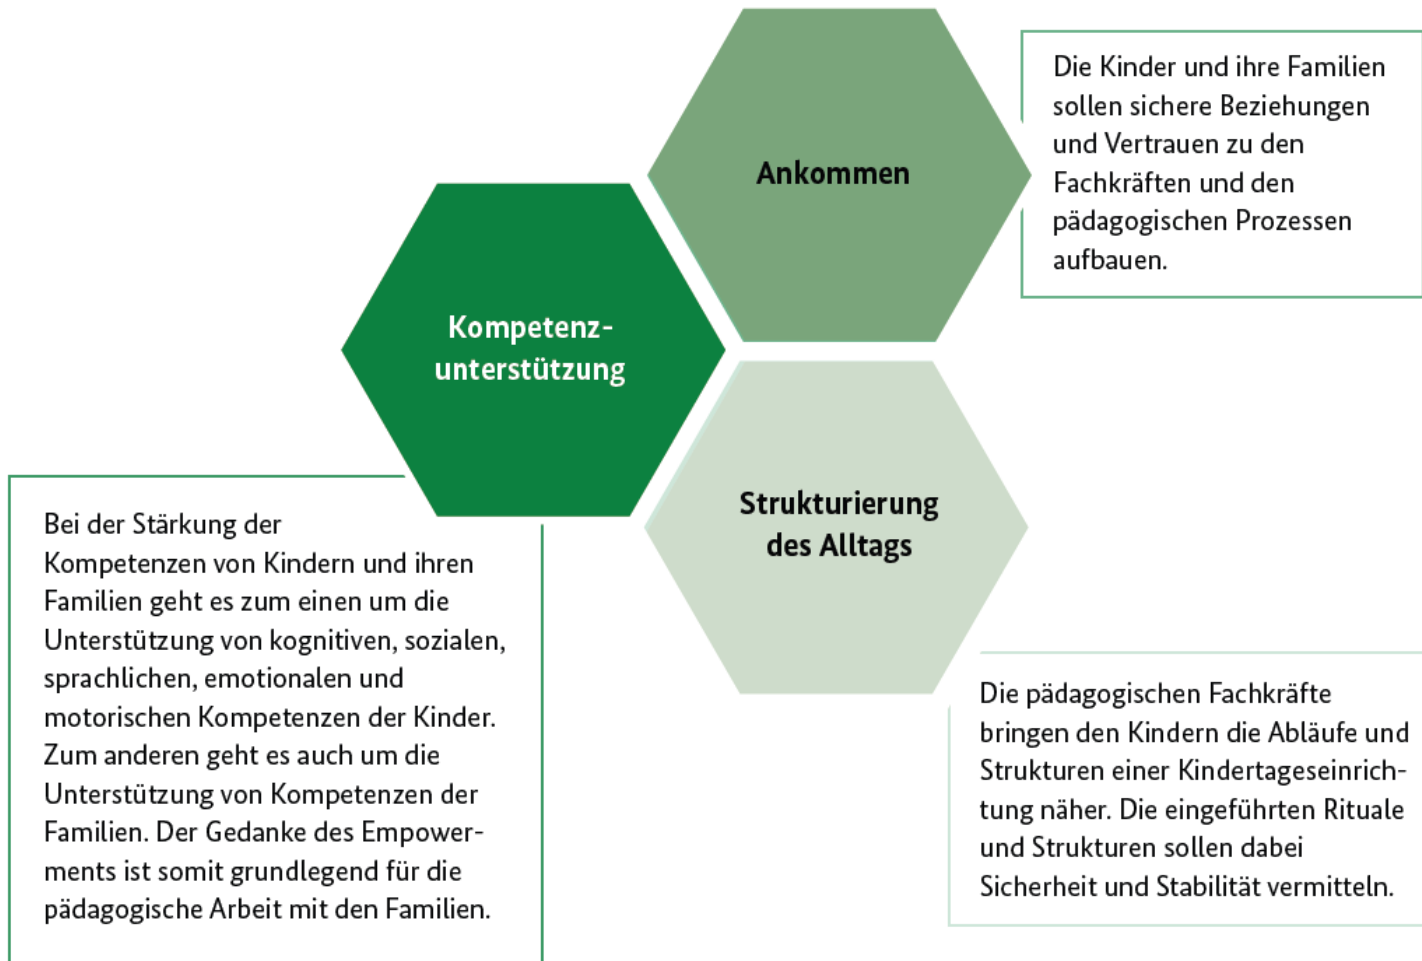 Ankommen
Die Kinder und ihre Familien
sollen sichere Beziehungen
und Vertrauen zu den
Fachkräften und den
pädagogischen Prozessen
aufbauen.
Kompetenz-
unterstützung
Bei der Stärkung der
Kompetenzen von Kindern und ihren
Familien geht es zum einen um die
Unterstützung von kognitiven, sozialen,
sprachlichen, emotionalen und
motorischen Kompetenzen der Kinder.
Zum anderen geht es auch um die
Unterstützung von Kompetenzen der
Familien. Der Gedanke des Empower-
ments ist somit grundlegend für die
pädagogische Arbeit mit den Familien.
Strukturierung
des Alltags
Die pädagogischen Fachkräfte
bringen den Kindern die Abläufe und
Strukturen einer Kindertageseinrich-
tung näher. Die eingeführten Rituale
und Strukturen sollen dabei
Sicherheit und Stabilität vermitteln.